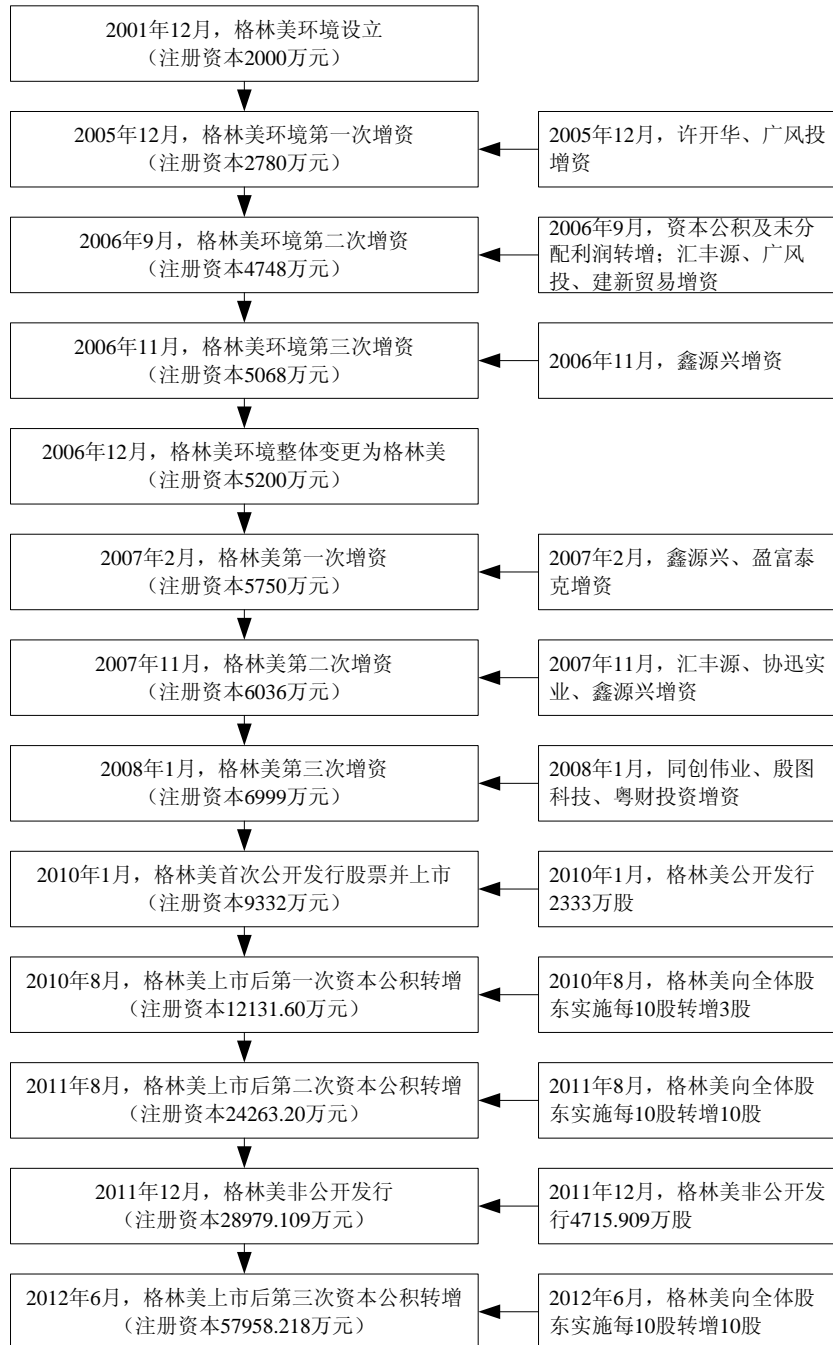 2001年12月，格林美环境设立
（注册资本2000万元）
2005年12月，格林美环境第一次增资
（注册资本2780万元）
2005年12月，许开华、广风投
增资
2006年9月，格林美环境第二次增资
（注册资本4748万元）
2006年9月，资本公积及未分
配利润转增；汇丰源、广风
投、建新贸易增资
2006年11月，格林美环境第三次增资
（注册资本5068万元）
2006年11月，鑫源兴增资
2006年12月，格林美环境整体变更为格林美
（注册资本5200万元）
2007年2月，格林美第一次增资
（注册资本5750万元）
2007年2月，鑫源兴、盈富泰
克增资
2007年11月，格林美第二次增资
（注册资本6036万元）
2007年11月，汇丰源、协迅实
业、鑫源兴增资
2008年1月，格林美第三次增资
（注册资本6999万元）
2008年1月，同创伟业、殷图
科技、粤财投资增资
2010年1月，格林美首次公开发行股票并上市
（注册资本9332万元）
2010年1月，格林美公开发行
2333万股
2010年8月，格林美上市后第一次资本公积转增
（注册资本12131.60万元）
2010年8月，格林美向全体股
东实施每10股转增3股
2011年8月，格林美上市后第二次资本公积转增
（注册资本24263.20万元）
2011年8月，格林美向全体股
东实施每10股转增10股
2011年12月，格林美非公开发行
（注册资本28979.109万元）
2011年12月，格林美非公开发
行4715.909万股
2012年6月，格林美上市后第三次资本公积转增
（注册资本57958.218万元）
2012年6月，格林美向全体股
东实施每10股转增10股